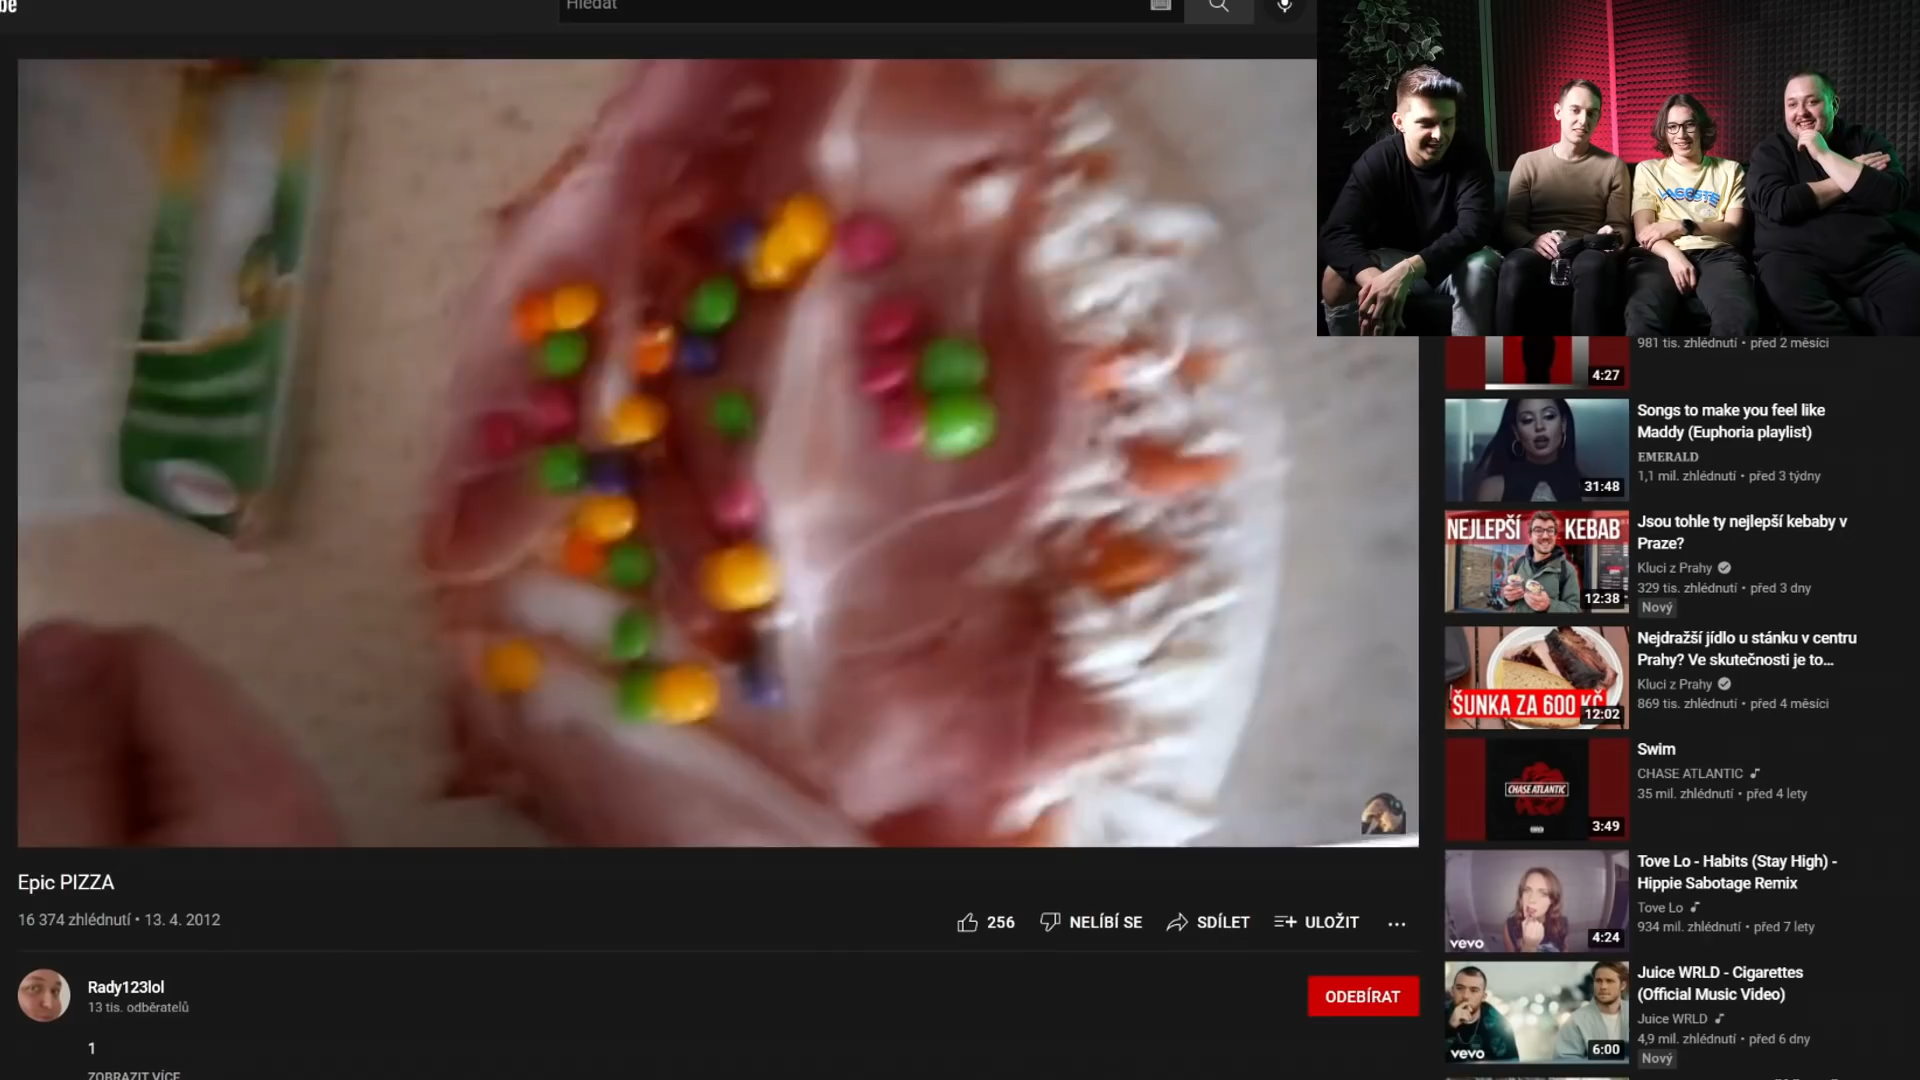 be
Hledat
LACOSTE
981 tis. zhlédnutí • před 2 měsíci
4:27
Songs to make you feel like
Maddy (Euphoria playlist)
EMERALD
1,1 mil. zhlédnutí • před 3 týdny
31:48
NEJLEPŠÍ KEBAB
12:38
Jsou tohle ty nejlepší kebaby v
Praze?
Kluci z Prahy
329 tis. zhlédnutí • před 3 dny
Nový
ŠUNKA ZA 600 KČ
12:02
Nejdražší jídlo u stánku v centru
Prahy? Ve skutečnosti je to...
Kluci z Prahy
869 tis. zhlédnutí • před 4 měsíci
CHASE ATLANTIC
3:49
Swim
CHASE ATLANTIC
35 mil. zhlédnutí • před 4 lety
vevo
4:24
Tove Lo - Habits (Stay High) -
Hippie Sabotage Remix
Tove Lo
934 mil. zhlédnutí • před 7 lety
vevo
6:00
Juice WRLD - Cigarettes
(Official Music Video)
Juice WRLD
4,9 mil. zhlédnutí • před 6 dny
Nový
Epic PIZZA
16 374 zhlédnutí • 13. 4. 2012
256 NELÍBÍ SE SDÍLET ULOŽIT ...
Rady123lol
13 tis. odběratelů
ODEBÍRAT
1
ZOBRAZIT VÍCE